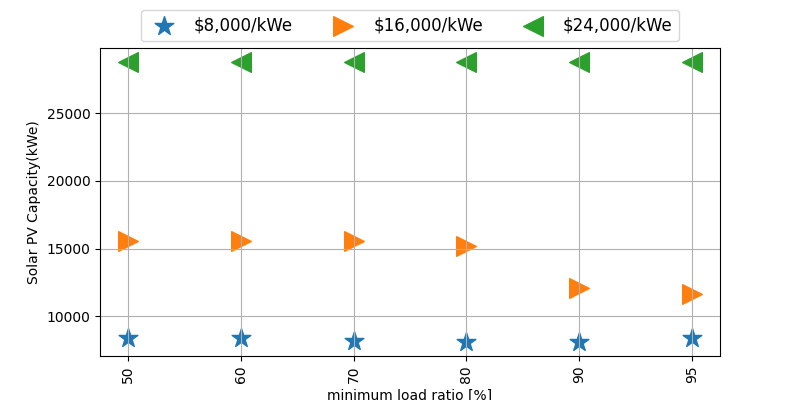 $8,000/kWe $16,000/kWe $24,000/kWe
25000
20000
15000
10000
Solar PV Capacity(kWe)
50 60 70 80 90 95
minimum load ratio [%]